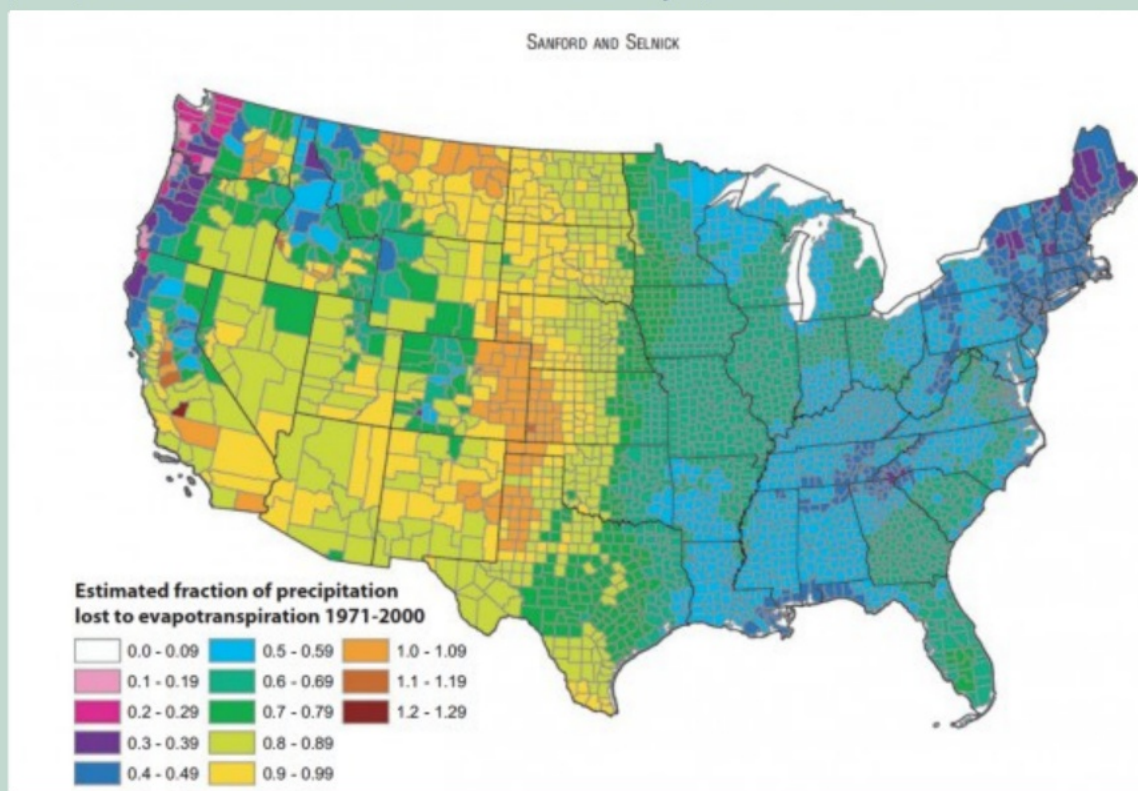 SANFORD AND SELNICK
Estimated fraction of precipitation
lost to evapotranspiration 1971-2000
0.0 - 0.09 0.5 - 0.59 1.0 - 1.09
0.1 - 0.19 0.6 - 0.69 1.1 - 1.19
0.2 - 0.29 0.7 - 0.79 1.2 - 1.29
0.3 - 0.39 0.8 - 0.89
0.4 - 0.49 0.9 - 0.99